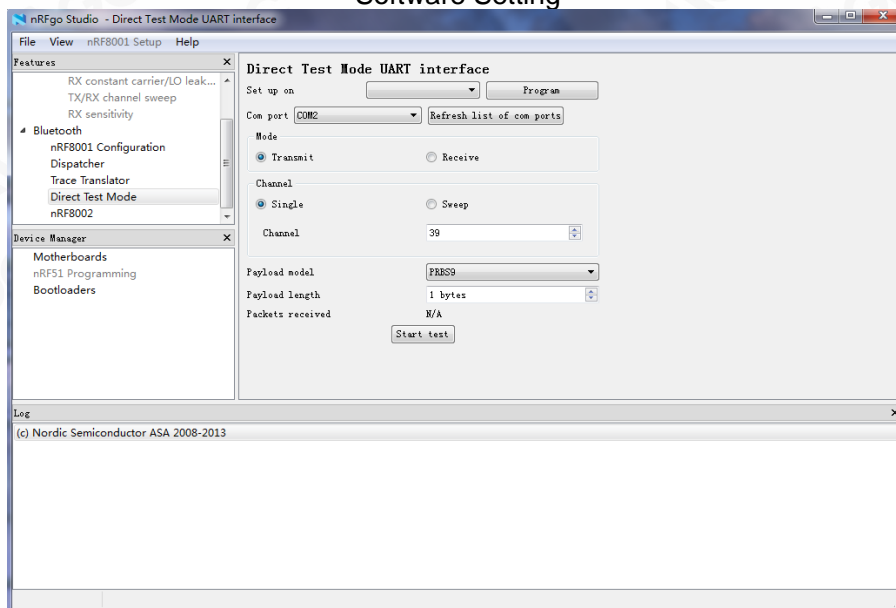 Software Setting
nRFgo Studio - Direct Test Mode UART interface
File View nRF8001 Setup Help
Features
RX constant carrier/LO leak...
TX/RX channel sweep
RX sensitivity
Bluetooth
nRF8001 Configuration
Dispatcher
Trace Translator
Direct Test Mode
nRF8002
Device Manager
Motherboards
nRF51 Programming
Bootloaders
Direct Test Mode UART interface
Set up on Program
Com port COM2 Refresh list of com ports
Mode
Transmit Receive
Channel
Single Sweep
Channel 39
Payload model PRBS9
Payload length 1 bytes
Packets received N/A
Start test
Log
(c) Nordic Semiconductor ASA 2008-2013